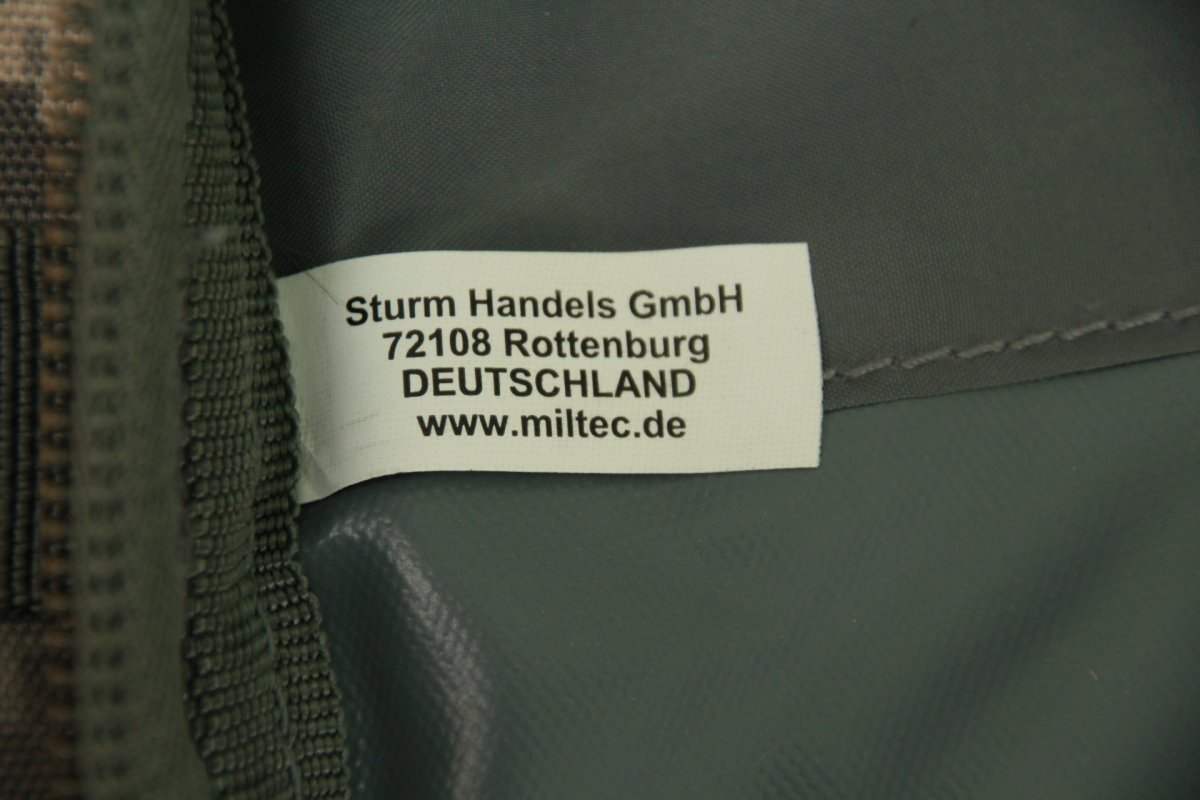 Sturm Handels GmbH
72108 Rottenburg
DEUTSCHLAND
www.miltec.de